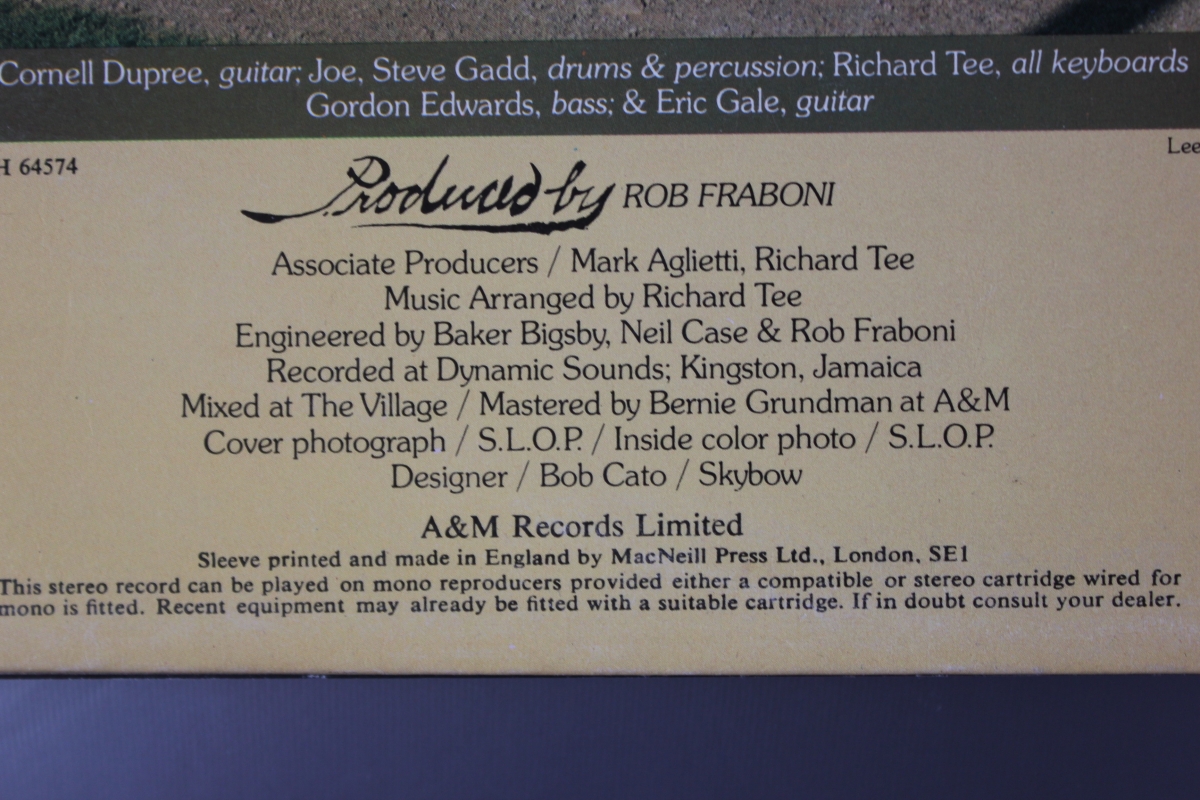 Cornell Dupree, guitar; Joe, Steve Gadd, drums & percussion; Richard Tee, all keyboards
Gordon Edwards, bass; & Eric Gale, guitar
H 64574
Lee
Produced by ROB FRABONI
Associate Producers / Mark Aglietti, Richard Tee
Music Arranged by Richard Tee
Engineered by Baker Bigsby, Neil Case & Rob Fraboni
Recorded at Dynamic Sounds; Kingston, Jamaica
Mixed at The Village / Mastered by Bernie Grundman at A&M
Cover photograph / S.L.O.P. / Inside color photo / S.L.O.P.
Designer / Bob Cato / Skybow
A&M Records Limited
Sleeve printed and made in England by MacNeill Press Ltd., London, SE1
This stereo record can be played on mono reproducers provided either a compatible or stereo cartridge wired for
mono is fitted. Recent equipment may already be fitted with a suitable cartridge. If in doubt consult your dealer.